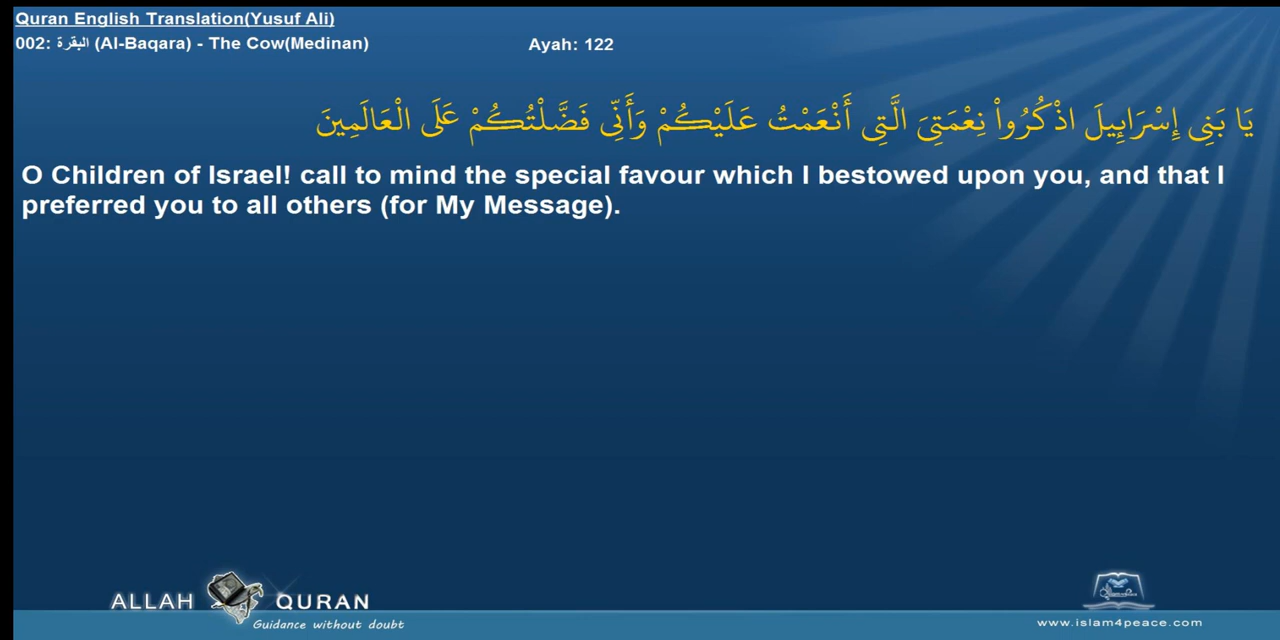 Quran English Translation(Yusuf Ali)
002: البقرة (Al-Baqara) - The Cow(Medinan) Ayah: 122
يَا بَنِي إِسْرَائِيلَ اذْكُرُواْ نِعْمَتِيَ الَّتِي أَنْعَمْتُ عَلَيْكُمْ وَأَنِّي فَضَّلْتُكُمْ عَلَى الْعَالَمِينَ
O Children of Israel! call to mind the special favour which I bestowed upon you, and that I
preferred you to all others (for My Message).
ALLAH QURAN
Guidance without doubt
www.islam4peace.com